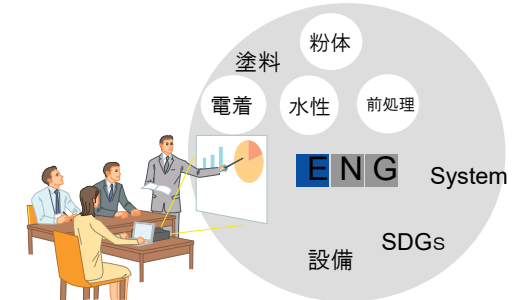 粉体
塗料
電着
水性
前処理
ENG
System
SDGs
設備